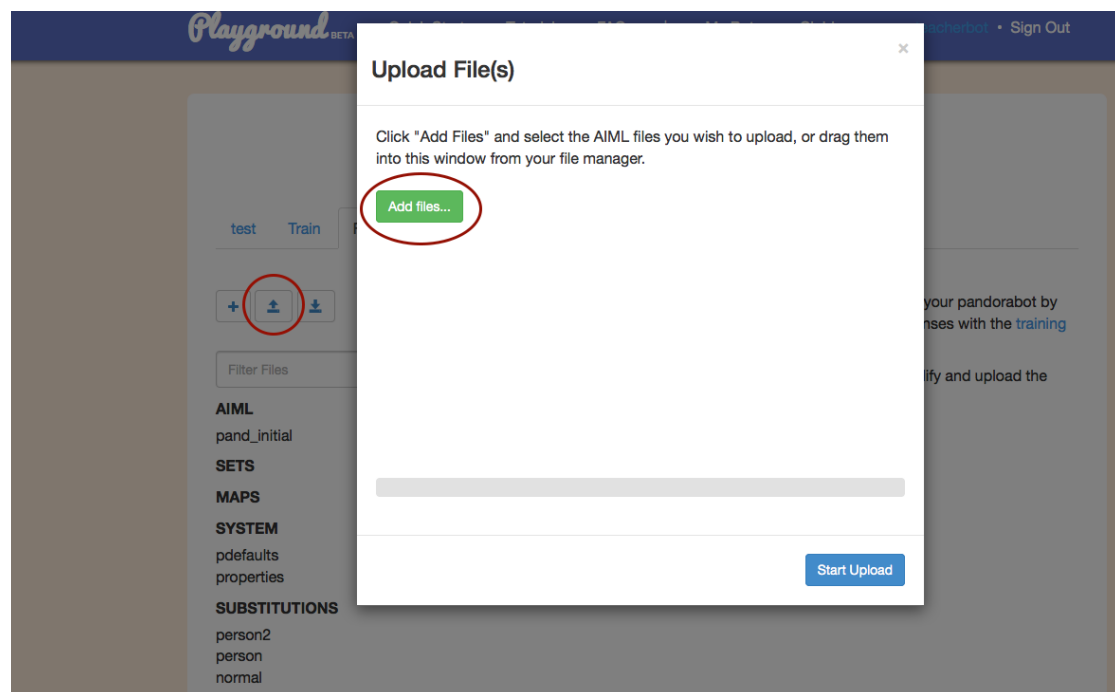 Playground BETA
• Sign Out
×
Upload File(s)
Click "Add Files" and select the AIML files you wish to upload, or drag them
into this window from your file manager.
Add files...
test Train
your pandorabot by
with the training
and upload the
Filter Files
AIML
pand_initial
SETS
MAPS
SYSTEM
pdefaults
properties
Start Upload
SUBSTITUTIONS
person2
person
normal